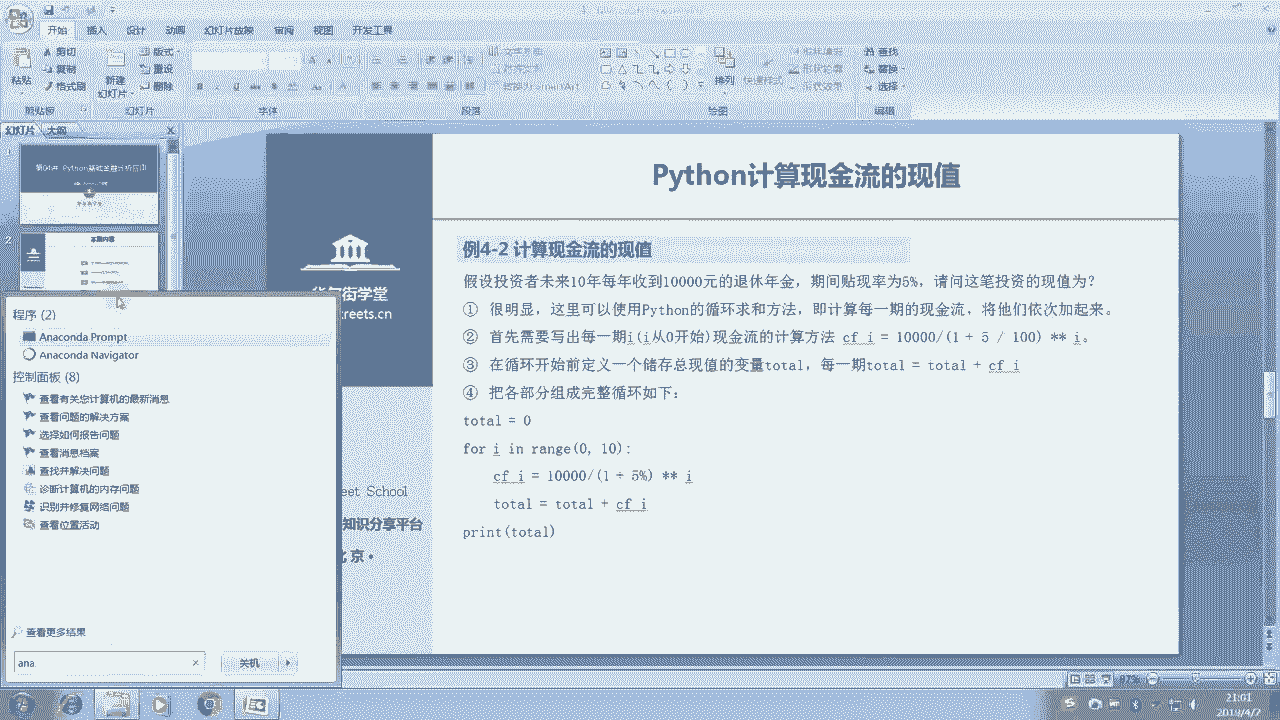 开始 插入 设计 动画 幻灯片放映 审阅 视图 开发工具
剪切
复制
格式刷
粘贴
剪贴板
新建
幻灯片
版式
重设
删除
幻灯片
字体
段落
排列
绘图
查找
替换
选择
编辑
幻灯片 大纲
1
2
Python计算现金流的现值
例4-2 计算现金流的现值
假设投资者未来10年每年收到10000元的退休年金，期间贴现率为5%，请问这笔投资的现值为？
① 很明显，这里可以使用Python的循环求和方法，即计算每一期的现金流，将他们依次加起来。
② 首先需要写出每一期i(i从0开始)现金流的计算方法 cf_i = 10000/(1 + 5 / 100) ** i。
③ 在循环开始前定义一个储存总现值的变量total，每一期total = total + cf_i
④ 把各部分组成完整循环如下：
total = 0
for i in range(0, 10):
cf_i = 10000/(1 + 5%) ** i
total = total + cf_i
print(total)
华尔街学堂
treets.cn
eet School
知识分享平台
北 京 •
程序 (2)
Anaconda Prompt
Anaconda Navigator
控制面板 (8)
查看有关您计算机的最新消息
查看问题的解决方案
选择如何报告问题
查看消息档案
查找并解决问题
诊断计算机的内存问题
识别并修复网络问题
查看位置活动
查看更多结果
ana
关机
97%
21:01
2019/4/2